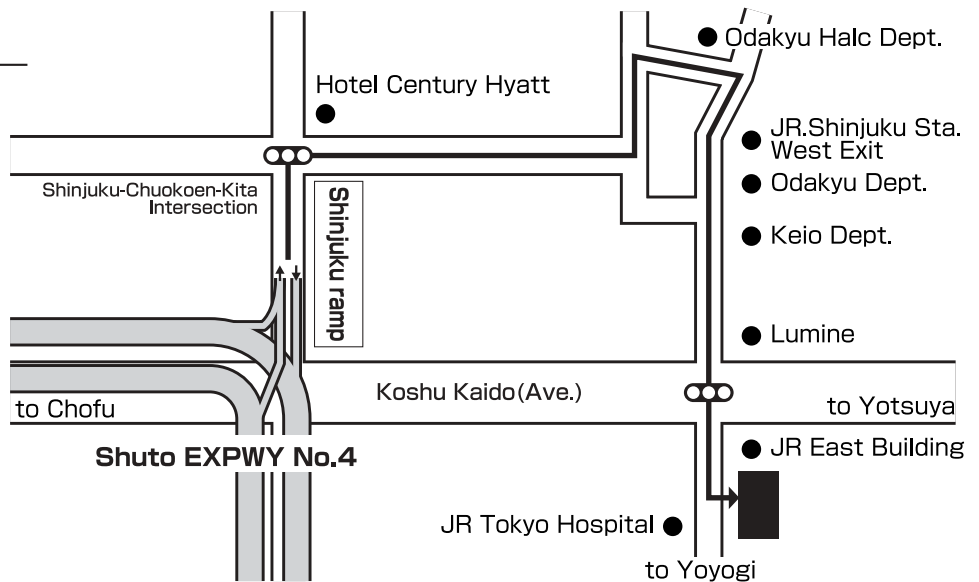 Odakyu Halc Dept.
Hotel Century Hyatt
JR.Shinjuku Sta.
West Exit
Shinjuku-Chuokoen-Kita
Intersection
Shinjuku ramp
Odakyu Dept.
Keio Dept.
Lumine
Koshu Kaido(Ave.)
to Chofu
to Yotsuya
Shuto EXPWY No.4
JR East Building
JR Tokyo Hospital
to Yoyogi